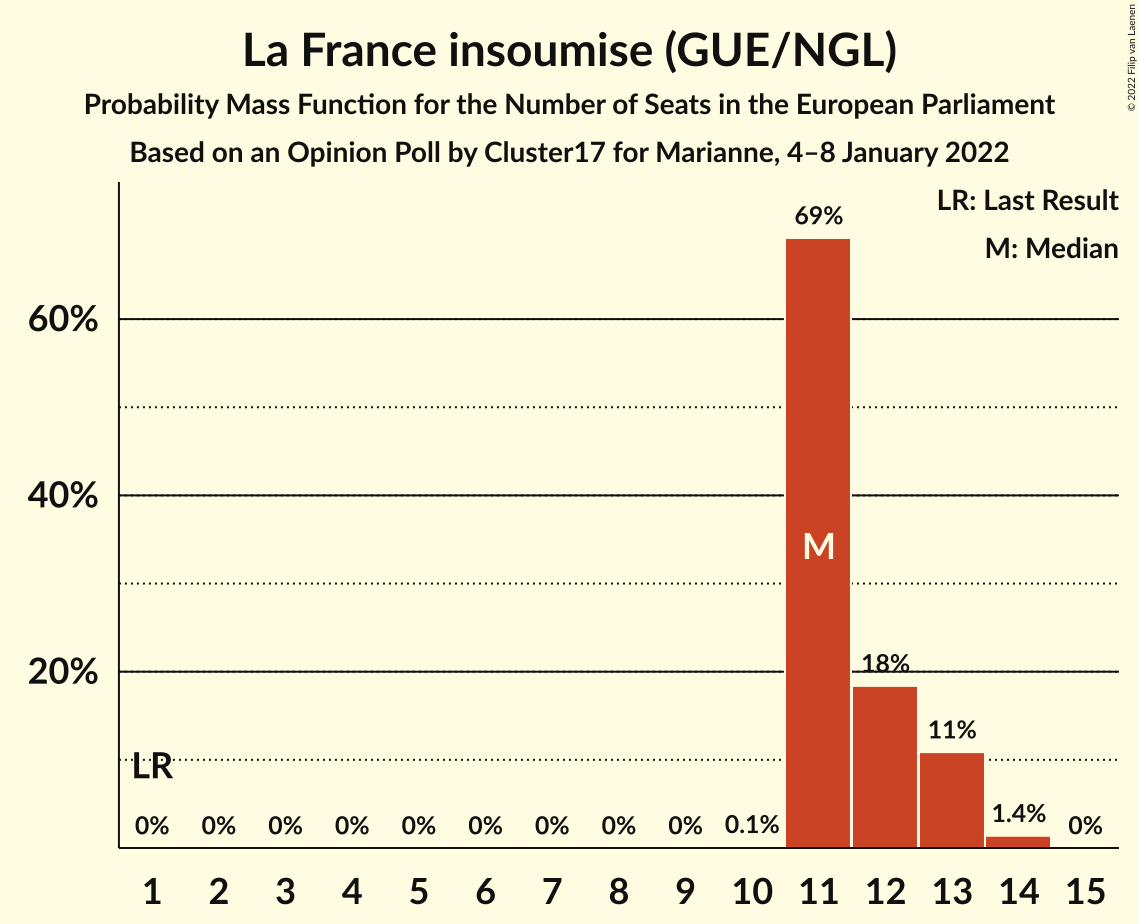 La France insoumise (GUE/NGL)
Probability Mass Function for the Number of Seats in the European Parliament
Based on an Opinion Poll by Cluster17 for Marianne, 4–8 January 2022
© 2022 Filip van Laenen
LR: Last Result
M: Median
69%
60%
40%
M
20%
18%
11%
LR
0% 0% 0% 0% 0% 0% 0% 0% 0% 0.1% 1.4% 0%
1 2 3 4 5 6 7 8 9 10 11 12 13 14 15